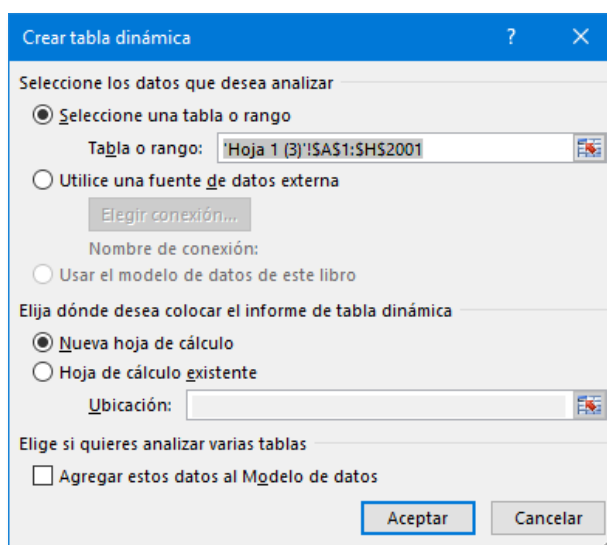 Crear tabla dinámica
Seleccione los datos que desea analizar
Seleccione una tabla o rango
Tabla o rango: 'Hoja 1 (3)'!$A$1:$H$2001
Utilice una fuente de datos externa
Elegir conexión...
Nombre de conexión:
Usar el modelo de datos de este libro
Elija dónde desea colocar el informe de tabla dinámica
Nueva hoja de cálculo
Hoja de cálculo existente
Ubicación:
Elige si quieres analizar varias tablas
Agregar estos datos al Modelo de datos
Aceptar Cancelar